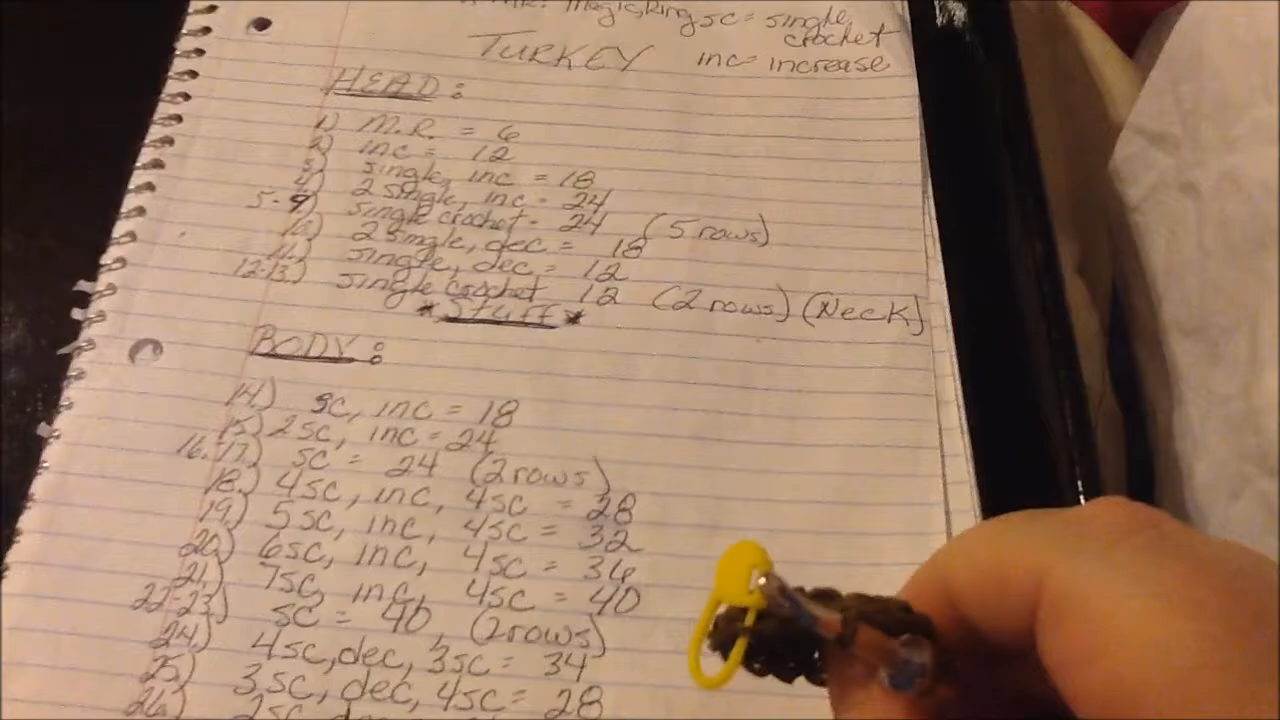 M.R. magic ring sc = single crochet
TURKEY inc = increase
HEAD:
1) M.R. = 6
2) inc = 12
3) single, inc = 18
4) 2 single, inc = 24
5-9) single crochet = 24 (5 rows)
10.) 2 single, dec = 18
11.) single, dec = 12
12-13.) single crochet 12 (2 rows) (Neck)
*Stuff*
BODY:
14.) sc, inc = 18
15.) 2sc, inc = 24
16.-17.) sc = 24 (2 rows)
18.) 4sc, inc, 4sc = 28
19.) 5sc, inc, 4sc = 32
20.) 6sc, inc, 4sc = 36
21.) 7sc, inc, 4sc = 40
22-23.) sc = 40, (2 rows)
24.) 4sc, dec, 3sc = 34
25.) 3sc, dec, 4sc = 28
26.) 2sc